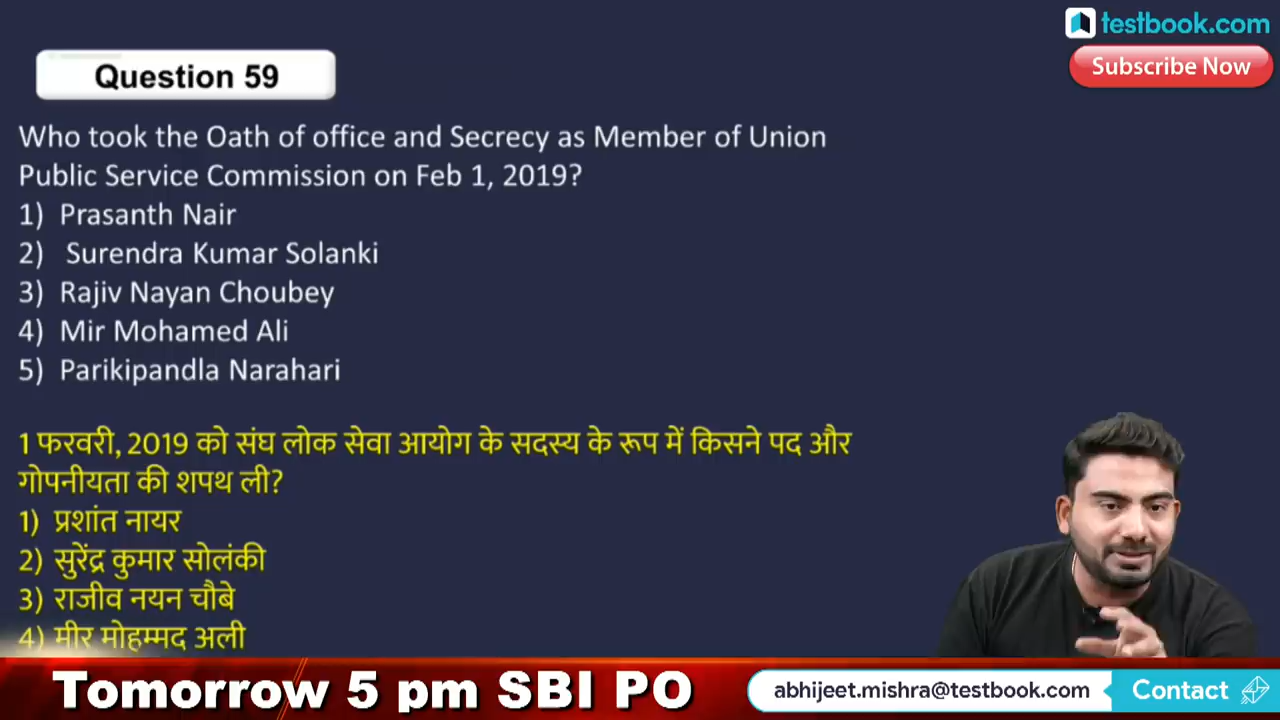 testbook.com
Subscribe Now
Question 59
Who took the Oath of office and Secrecy as Member of Union
Public Service Commission on Feb 1, 2019?
1) Prasanth Nair
2) Surendra Kumar Solanki
3) Rajiv Nayan Choubey
4) Mir Mohamed Ali
5) Parikipandla Narahari
1 फरवरी, 2019 को संघ लोक सेवा आयोग के सदस्य के रूप में किसने पद और
गोपनीयता की शपथ ली?
1) प्रशांत नायर
2) सुरेंद्र कुमार सोलंकी
3) राजीव नयन चौबे
4) मीर मोहम्मद अली
Tomorrow 5 pm SBI PO
abhijeet.mishra@testbook.com
Contact